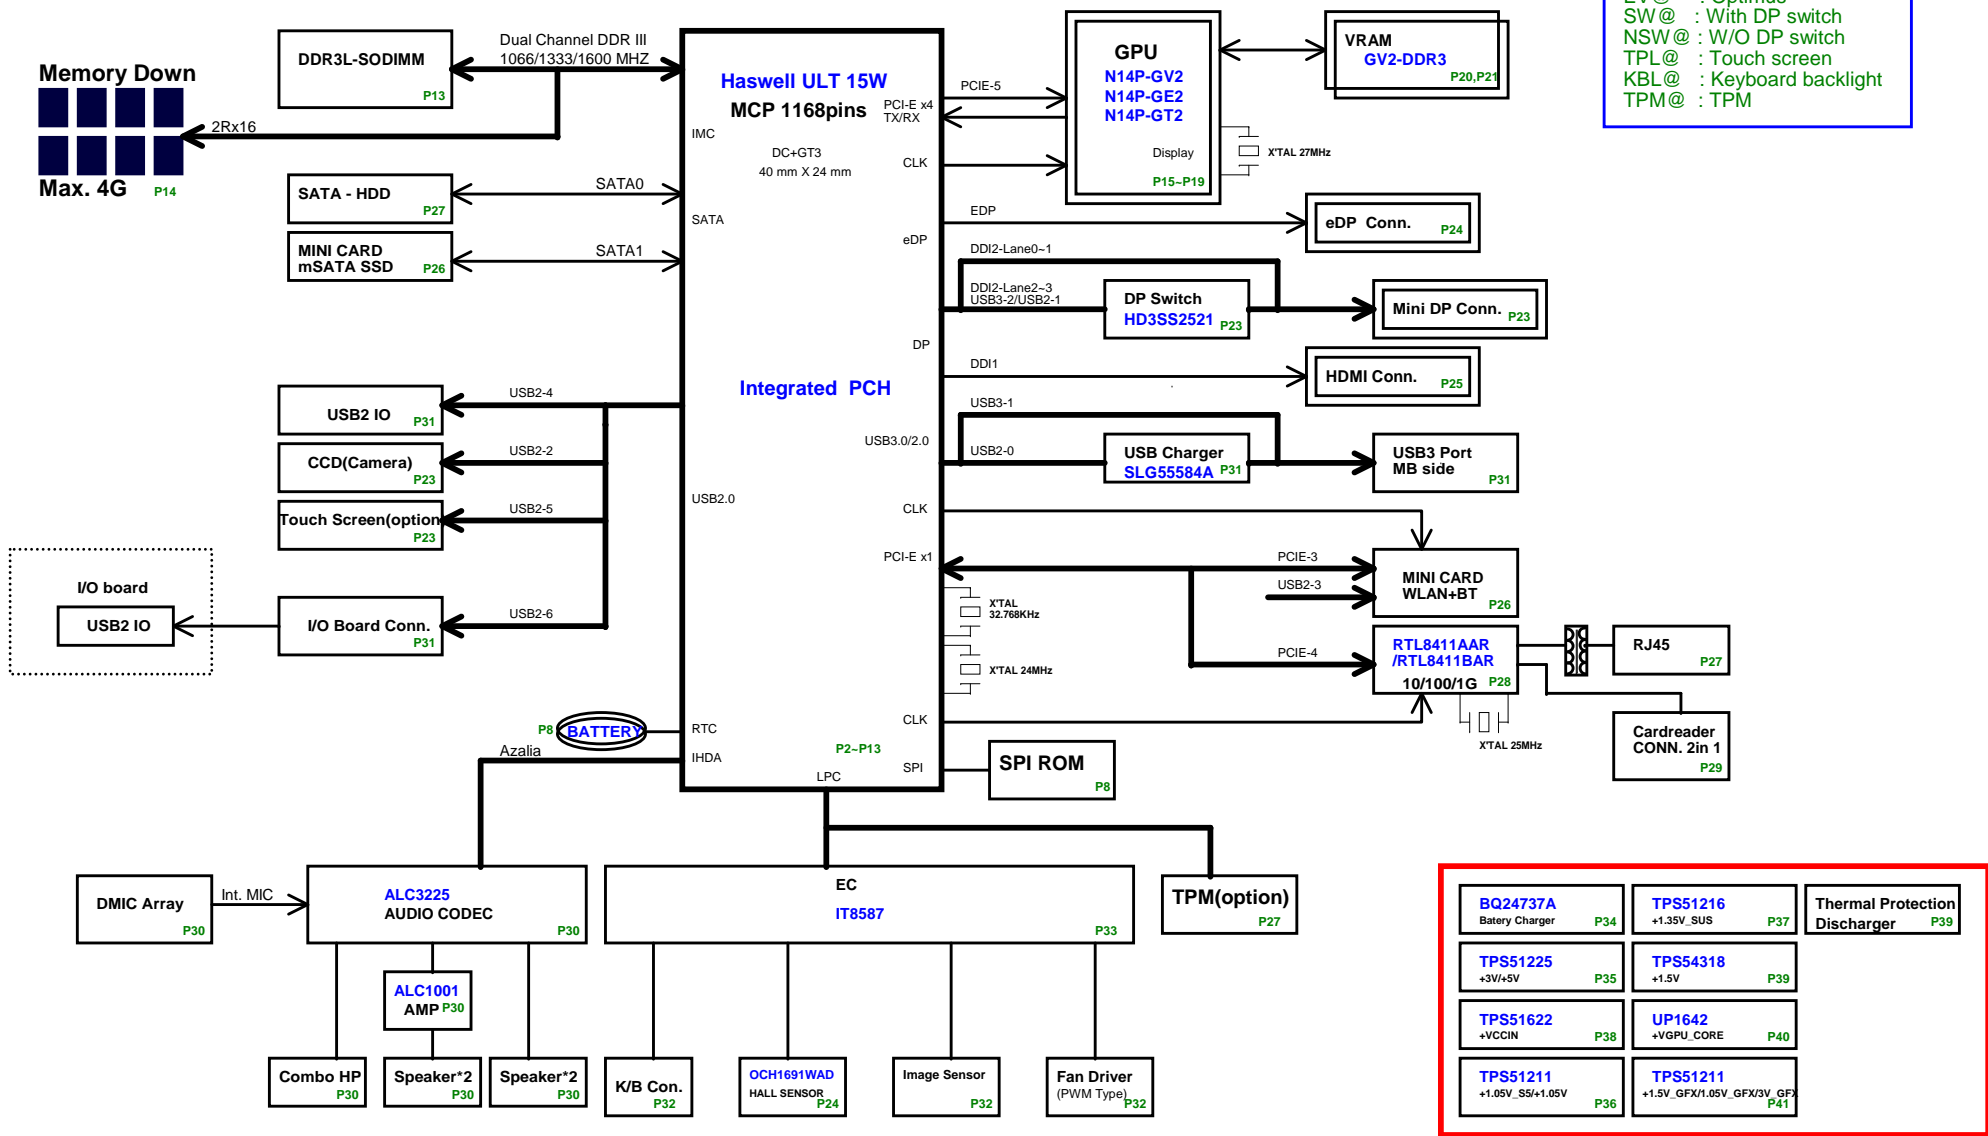 Memory Down
Max. 4G P14
2Rx16
DDR3L-SODIMM
P13
Dual Channel DDR III
1066/1333/1600 MHZ
SATA - HDD
P27
SATA0
MINI CARD
mSATA SSD P26
SATA1
USB2 IO
P31
USB2-4
CCD(Camera)
P23
USB2-2
Touch Screen(option
P23
USB2-5
I/O board
USB2 IO
I/O Board Conn.
P31
USB2-6
P8 BATTERY
Azalia
Haswell ULT 15W
MCP 1168pins
DC+GT3
40 mm X 24 mm
Integrated PCH
P2~P13
IMC
SATA
USB2.0
RTC
IHDA
LPC
PCI-E x4
TX/RX
CLK
eDP
DP
USB3.0/2.0
CLK
PCI-E x1
CLK
SPI
PCIE-5
GPU
N14P-GV2
N14P-GE2
N14P-GT2
Display
P15~P19
X'TAL 27MHz
VRAM
GV2-DDR3
P20,P21
: Optimus
SW@ : With DP switch
NSW@ : W/O DP switch
TPL@ : Touch screen
KBL@ : Keyboard backlight
TPM@ : TPM
EDP
eDP Conn. P24
DDI2-Lane0~1
DDI2-Lane2~3
USB3-2/USB2-1
DP Switch
HD3SS2521 P23
Mini DP Conn. P23
DDI1
HDMI Conn. P25
USB3-1
USB2-0
USB Charger
SLG55584A P31
USB3 Port
MB side
P31
PCIE-3
USB2-3
MINI CARD
WLAN+BT
P26
X'TAL
32.768KHz
X'TAL 24MHz
PCIE-4
RTL8411AAR
/RTL8411BAR
10/100/1G P28
X'TAL 25MHz
RJ45
P27
Cardreader
CONN. 2in 1
P29
SPI ROM
P8
DMIC Array
P30
Int. MIC
ALC3225
AUDIO CODEC
P30
ALC1001
AMP P30
Combo HP
P30
Speaker*2
P30
Speaker*2
P30
EC
IT8587
P33
TPM(option)
P27
K/B Con.
P32
OCH1691WAD
HALL SENSOR
P24
Image Sensor
P32
Fan Driver
(PWM Type)
P32
BQ24737A
Batery Charger P34
TPS51216
+1.35V_SUS P37
Thermal Protection
Discharger P39
TPS51225
+3V/+5V P35
TPS54318
+1.5V P39
TPS51622
+VCCIN P38
UP1642
+VGPU_CORE P40
TPS51211
+1.05V_S5/+1.05V P36
TPS51211
+1.5V_GFX/1.05V_GFX/3V_GFX
P41